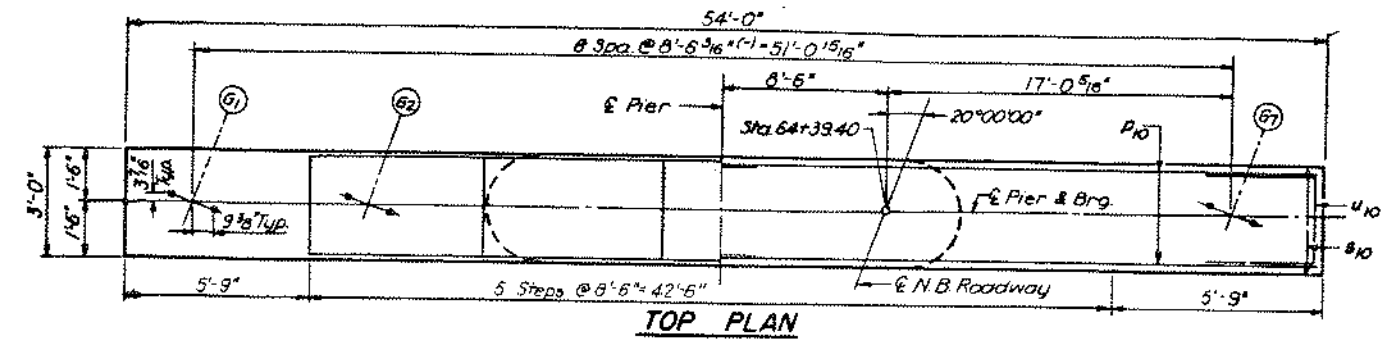 54'-0"
8 Spa. @ 8'-6 3/16"(-) = 51'-0 15/16"
8'-6"
17'-0 5/16"
G1
G2
℄ Pier
Sta. 64+39.40
20°00'00"
P10
G7
3'-0"
1'-6"
1'-6"
3 7/16"
Typ.
9 3/8" Typ.
℄ Pier & Brg.
u10
s10
5'-9"
5 Steps @ 8'-6" = 42'-6"
℄ N.B. Roadway
5'-9"
TOP PLAN